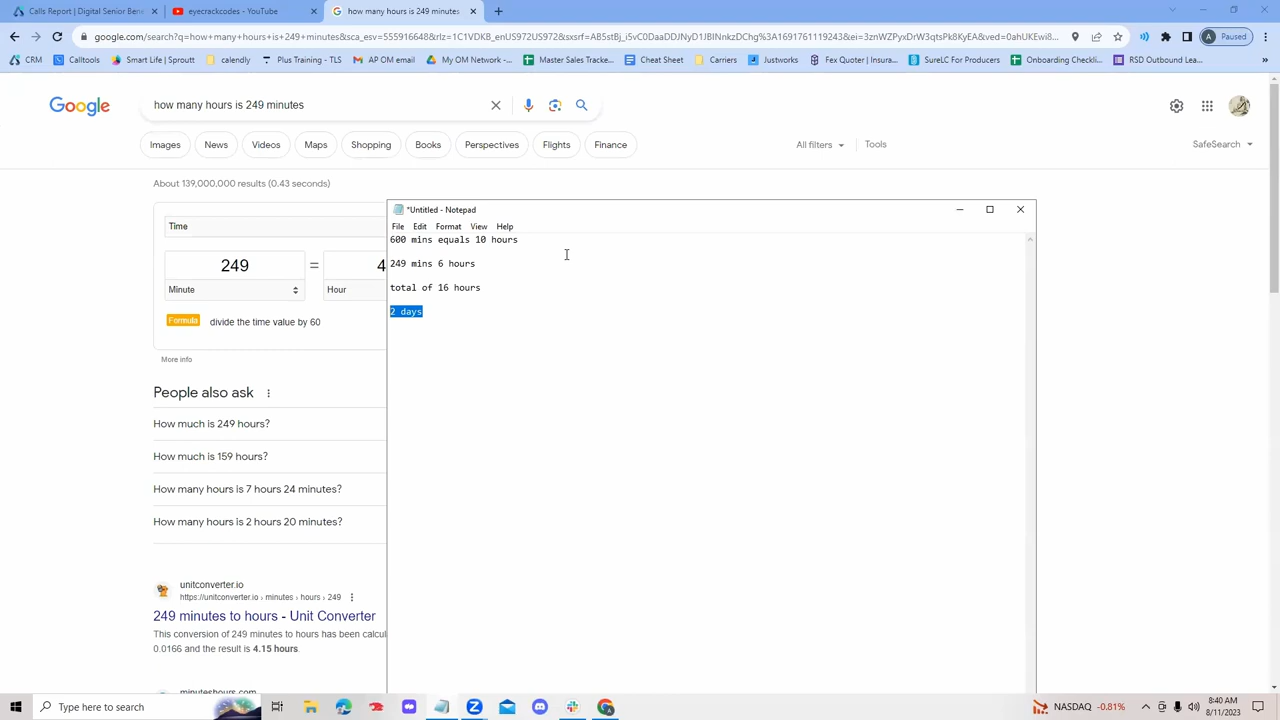 Calls Report | Digital Senior Bene
eyecrackcodes - YouTube
how many hours is 249 minutes
google.com/search?q=how+many+hours+is+249+minutes&sca_esv=555916648&rlz=1C1VDKB_enUS972US972&sxsrf=AB5stBj_i5vC0DaaDDJNyD1JBINnkzDChg%3A1691761119243&ei=3znWZPyxDrW3qtsPk8KyEA&ved=0ahUKEwi8...
Paused
CRM
Calltools
Smart Life | Sproutt
calendly
Plus Training - TLS
AP OM email
My OM Network -...
Master Sales Tracke...
Cheat Sheet
Carriers
Justworks
Fex Quoter | Insura...
SproutHomeProducers
Onboarding Checkli...
RSD Outbound Lead...
»
Google
how many hours is 249 minutes
Images
News
Videos
Maps
Shopping
Books
Perspectives
Flights
Finance
All filters
Tools
SafeSearch
About 139,000,000 results (0.43 seconds)
Time
249
=
4
Minute
Hour
Formula
divide the time value by 60
More info
*Untitled - Notepad
File Edit Format View Help
600 mins equals 10 hours
249 mins 6 hours
total of 16 hours
2 days
People also ask
How much is 249 hours?
How much is 159 hours?
How many hours is 7 hours 24 minutes?
How many hours is 2 hours 20 minutes?
unitconverter.io
https://unitconverter.io › minutes › hours › 249
249 minutes to hours - Unit Converter
This conversion of 249 minutes to hours has been calcul
0.0166 and the result is 4.15 hours.
minuteshours.com
Type here to search
NASDAQ -0.81%
8:40 AM
8/11/2023